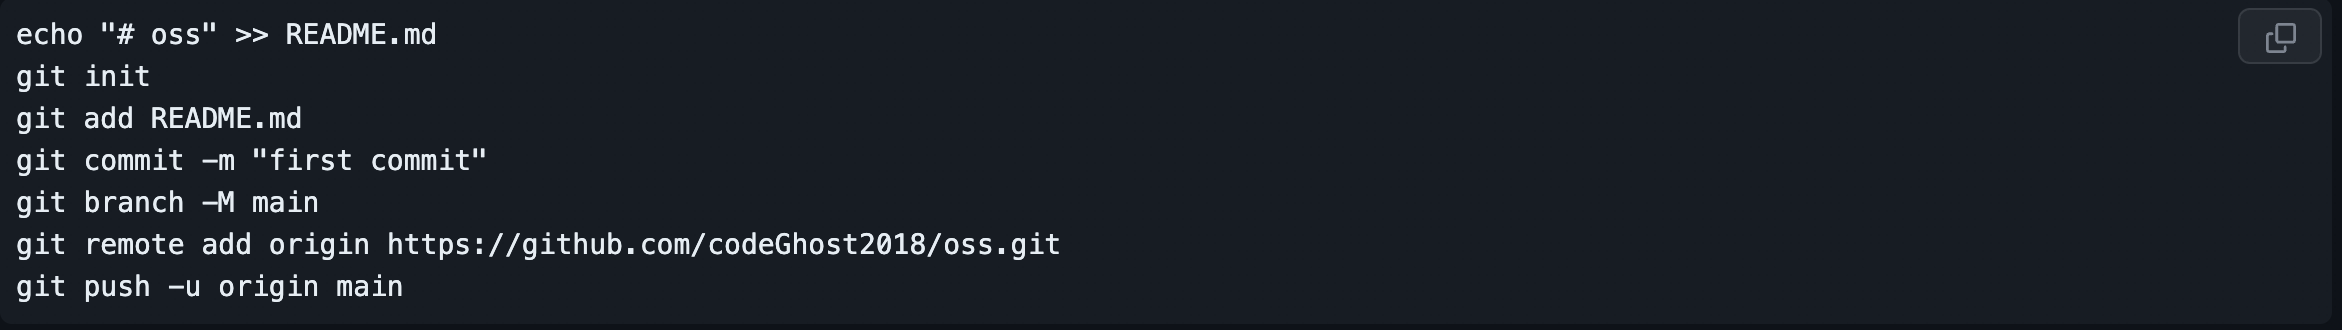 echo "# oss" >> README.md
git init
git add README.md
git commit -m "first commit"
git branch -M main
git remote add origin https://github.com/codeGhost2018/oss.git
git push -u origin main